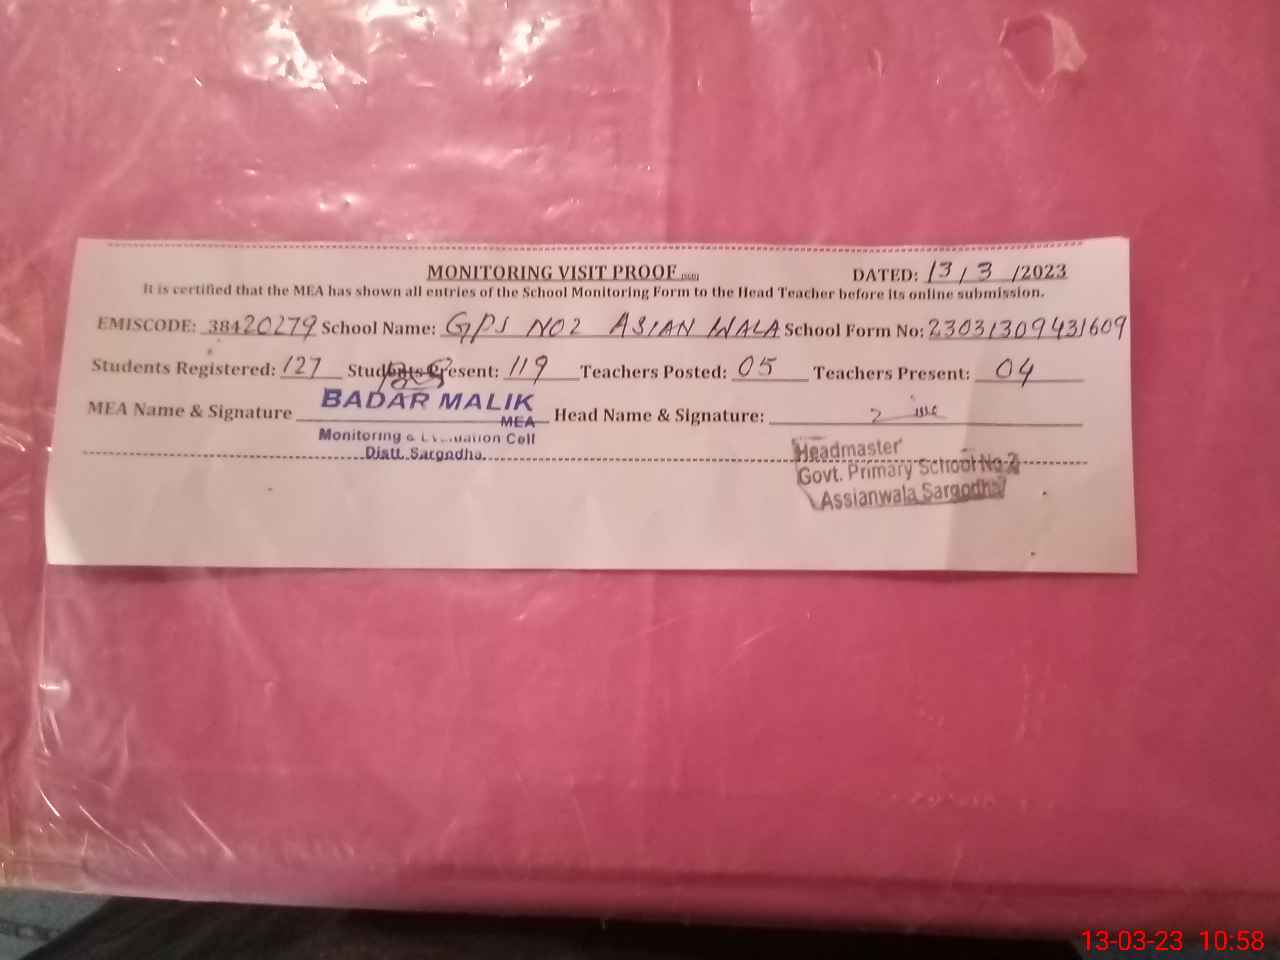 MONITORING VISIT PROOF
DATED: 13/3/2023
It is certified that the MEA has shown all entries of the School Monitoring Form to the Head Teacher before its online submission.
EMISCODE: 38420279 School Name: GPS NO2 ASIAN WALA School Form No: 23031309431609
Students Registered: 127 Students Present: 119 Teachers Posted: 05 Teachers Present: 04
MEA Name & Signature BADAR MALIK Head Name & Signature:
MEA
Monitoring & Evaluation Cell
Distt. Sargodha.
Headmaster
Govt. Primary School No-2
Assianwala Sargodha
13-03-23 10:58